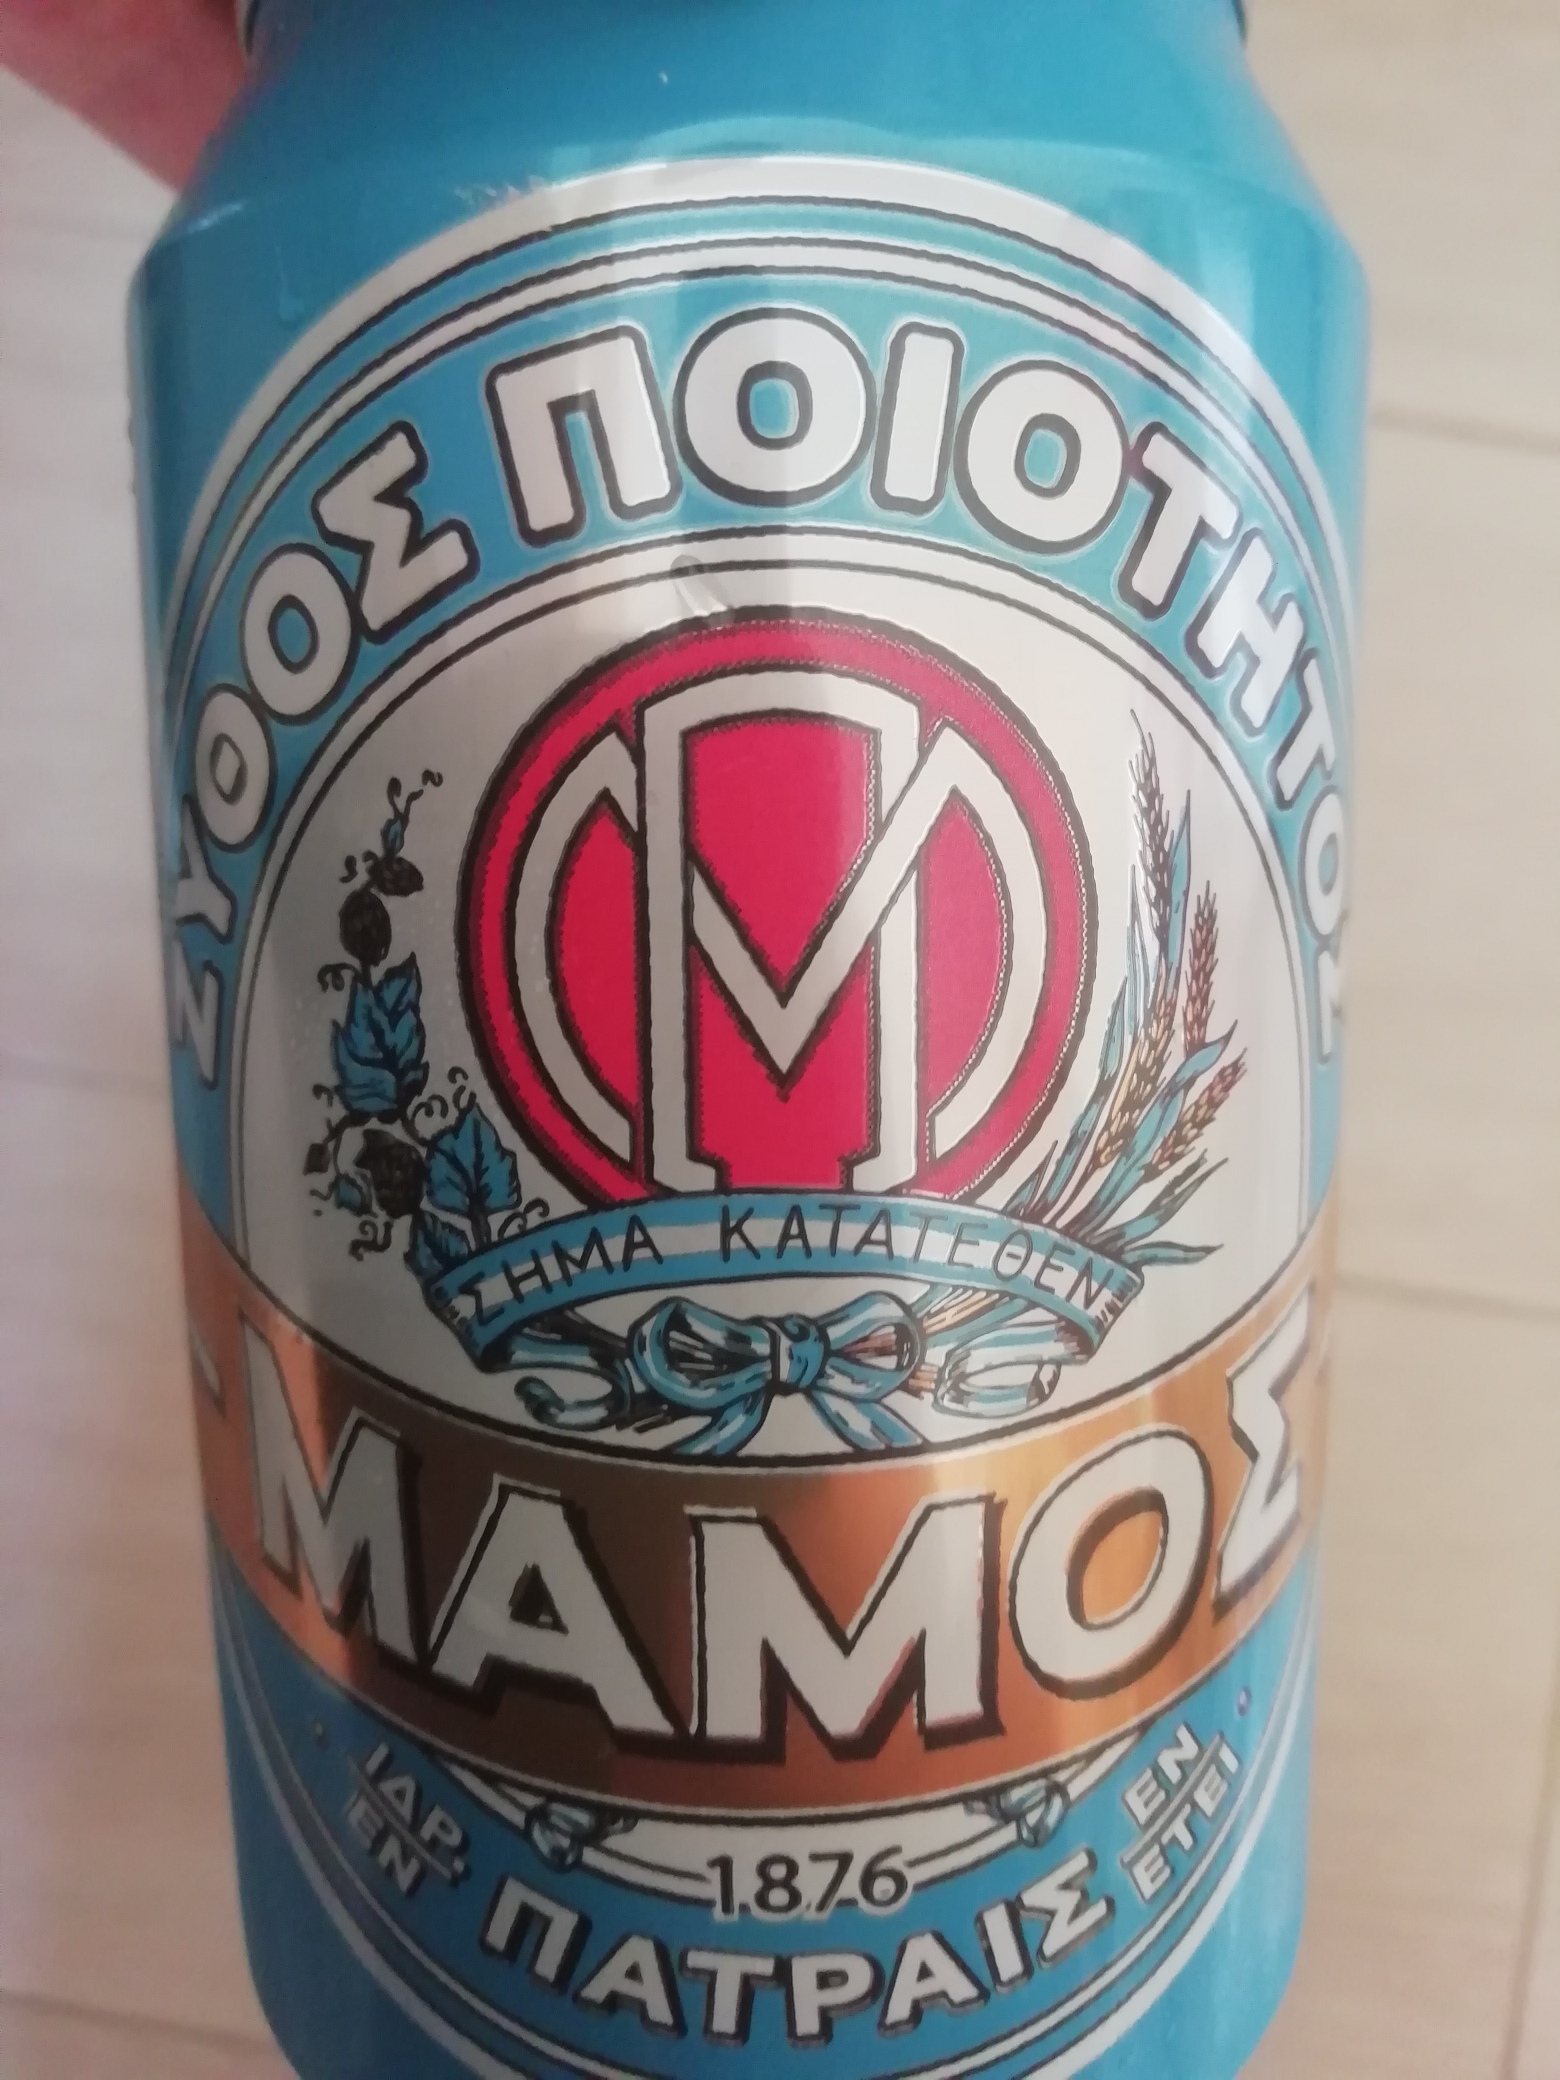 ΖΥΘΟΣ ΠΟΙΟΤΗΤΟΣ
ΣΗΜΑ ΚΑΤΑΤΕΘΕΝ
ΜΑΜΟΣ
1876
ΙΔΡ. ΕΝ
ΠΑΤΡΑΙΣ
ΕΝ ΕΤΕΙ